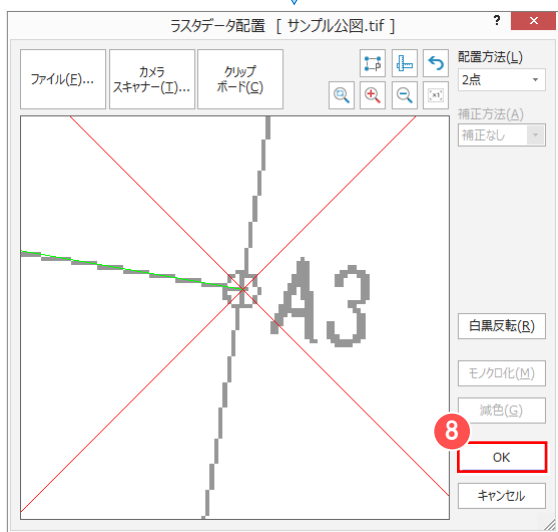 ラスタデータ配置 [ サンプル公図.tif ]
? ×
ファイル(F)...
カメラ
スキャナー(T)...
クリップ
ボード(C)
P
×1
配置方法(L)
2点
補正方法(A)
補正なし
A3
白黒反転(R)
モノクロ化(M)
減色(G)
8
OK
キャンセル